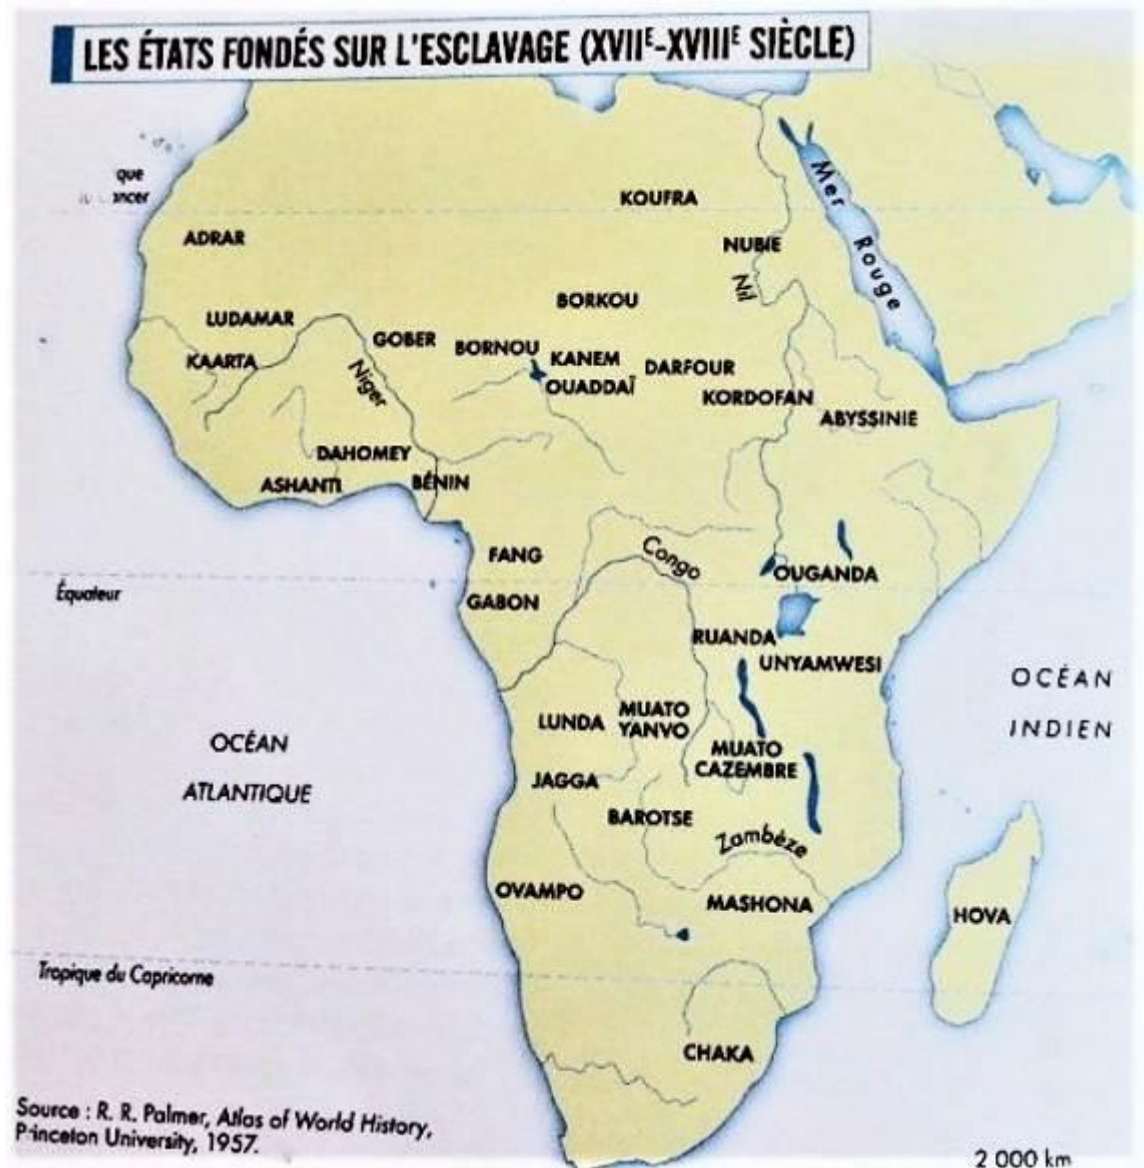 LES ÉTATS FONDÉS SUR L'ESCLAVAGE (XVIIᴱ-XVIIIᴱ SIÈCLE)
que
ncer
Mer Rouge
KOUFRA
ADRAR
NUBIE
Nil
BORKOU
LUDAMAR
GOBER
BORNOU
KANEM
KAARTA
Niger
DARFOUR
OUADDAÏ
KORDOFAN
ABYSSINIE
DAHOMEY
ASHANTI
BÉNIN
FANG
Congo
OUGANDA
Équateur
GABON
RUANDA
UNYAMWESI
OCÉAN
INDIEN
LUNDA
MUATO
YANVO
OCÉAN
ATLANTIQUE
MUATO
CAZEMBRE
JAGGA
BAROTSE
Zambèze
OVAMPO
MASHONA
HOVA
Tropique du Capricorne
CHAKA
Source : R. R. Palmer, Atlas of World History,
Princeton University, 1957.
2 000 km